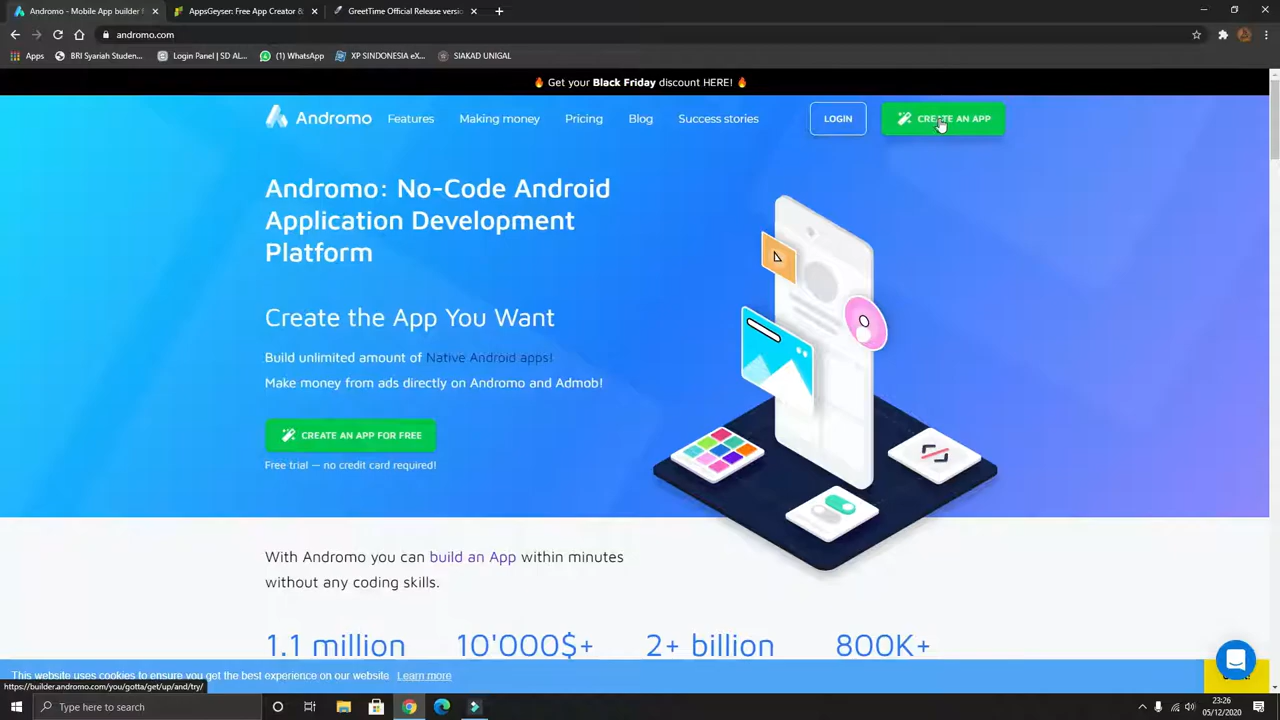 Andromo - Mobile App builder f
AppsGeyser: Free App Creator &
GreetTime Official Release versio
andromo.com
Apps
BRI Syariah Studen...
Login Panel | SD AL...
(1) WhatsApp
XP SINDONESIA eX...
SIAKAD UNIGAL
🔥 Get your Black Friday discount HERE! 🔥
Andromo
Features
Making money
Pricing
Blog
Success stories
LOGIN
CREATE AN APP
Andromo: No-Code Android
Application Development
Platform
Create the App You Want
Build unlimited amount of Native Android apps!
Make money from ads directly on Andromo and Admob!
CREATE AN APP FOR FREE
Free trial — no credit card required!
With Andromo you can build an App within minutes
without any coding skills.
1.1 million
10'000$+
2+ billion
800K+
This website uses cookies to ensure you get the best experience on our website Learn more
https://builder.andromo.com/you/gotta/get/up/and/try/
Type here to search
23:26
05/12/2020